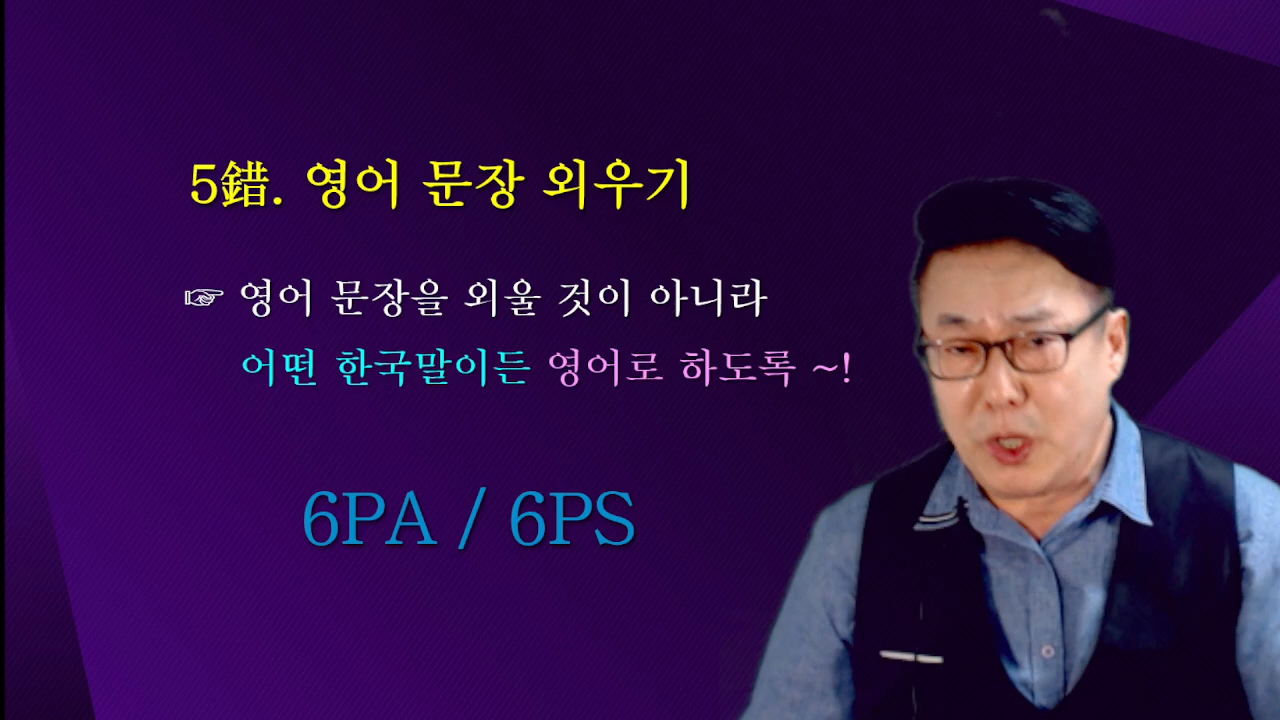 5錯. 영어 문장 외우기
☞ 영어 문장을 외울 것이 아니라
어떤 한국말이든 영어로 하도록 ~!
6PA / 6PS